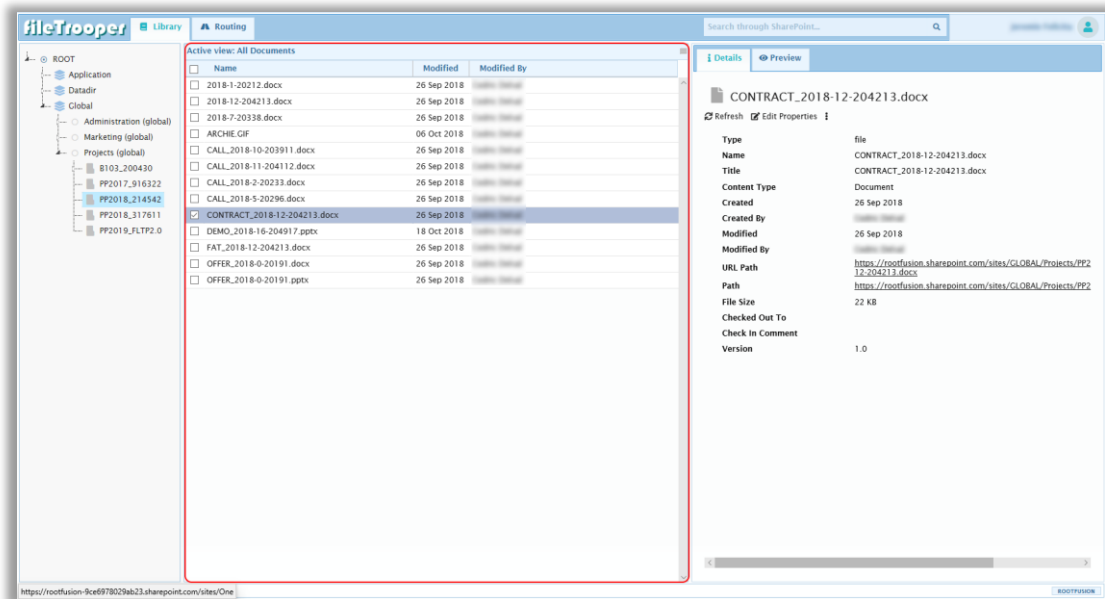 fileTrooper Library Routing Search through SharePoint...
ROOT
Application
Datadir
Global
Administration (global)
Marketing (global)
Projects (global)
B103_200430
PP2017_916322
PP2018_214542
PP2018_317611
PP2019_FLTP2.0
Active view: All Documents
Name Modified Modified By
2018-1-20212.docx 26 Sep 2018
2018-12-204213.docx 26 Sep 2018
2018-7-20338.docx 26 Sep 2018
ARCHIE.GIF 06 Oct 2018
CALL_2018-10-203911.docx 26 Sep 2018
CALL_2018-11-204112.docx 26 Sep 2018
CALL_2018-2-20233.docx 26 Sep 2018
CALL_2018-5-20296.docx 26 Sep 2018
CONTRACT_2018-12-204213.docx 26 Sep 2018
DEMO_2018-16-204917.pptx 18 Oct 2018
FAT_2018-12-204213.docx 26 Sep 2018
OFFER_2018-0-20191.docx 26 Sep 2018
OFFER_2018-0-20191.pptx 26 Sep 2018
Details Preview
CONTRACT_2018-12-204213.docx
Refresh Edit Properties
Type file
Name CONTRACT_2018-12-204213.docx
Title CONTRACT_2018-12-204213.docx
Content Type Document
Created 26 Sep 2018
Created By
Modified 26 Sep 2018
Modified By
URL Path https://rootfusion.sharepoint.com/sites/GLOBAL/Projects/PP2
12-204213.docx
Path https://rootfusion.sharepoint.com/sites/GLOBAL/Projects/PP2
File Size 22 KB
Checked Out To
Check In Comment
Version 1.0
https://rootfusion-9ce6978029ab23.sharepoint.com/sites/One
ROOTFUSION